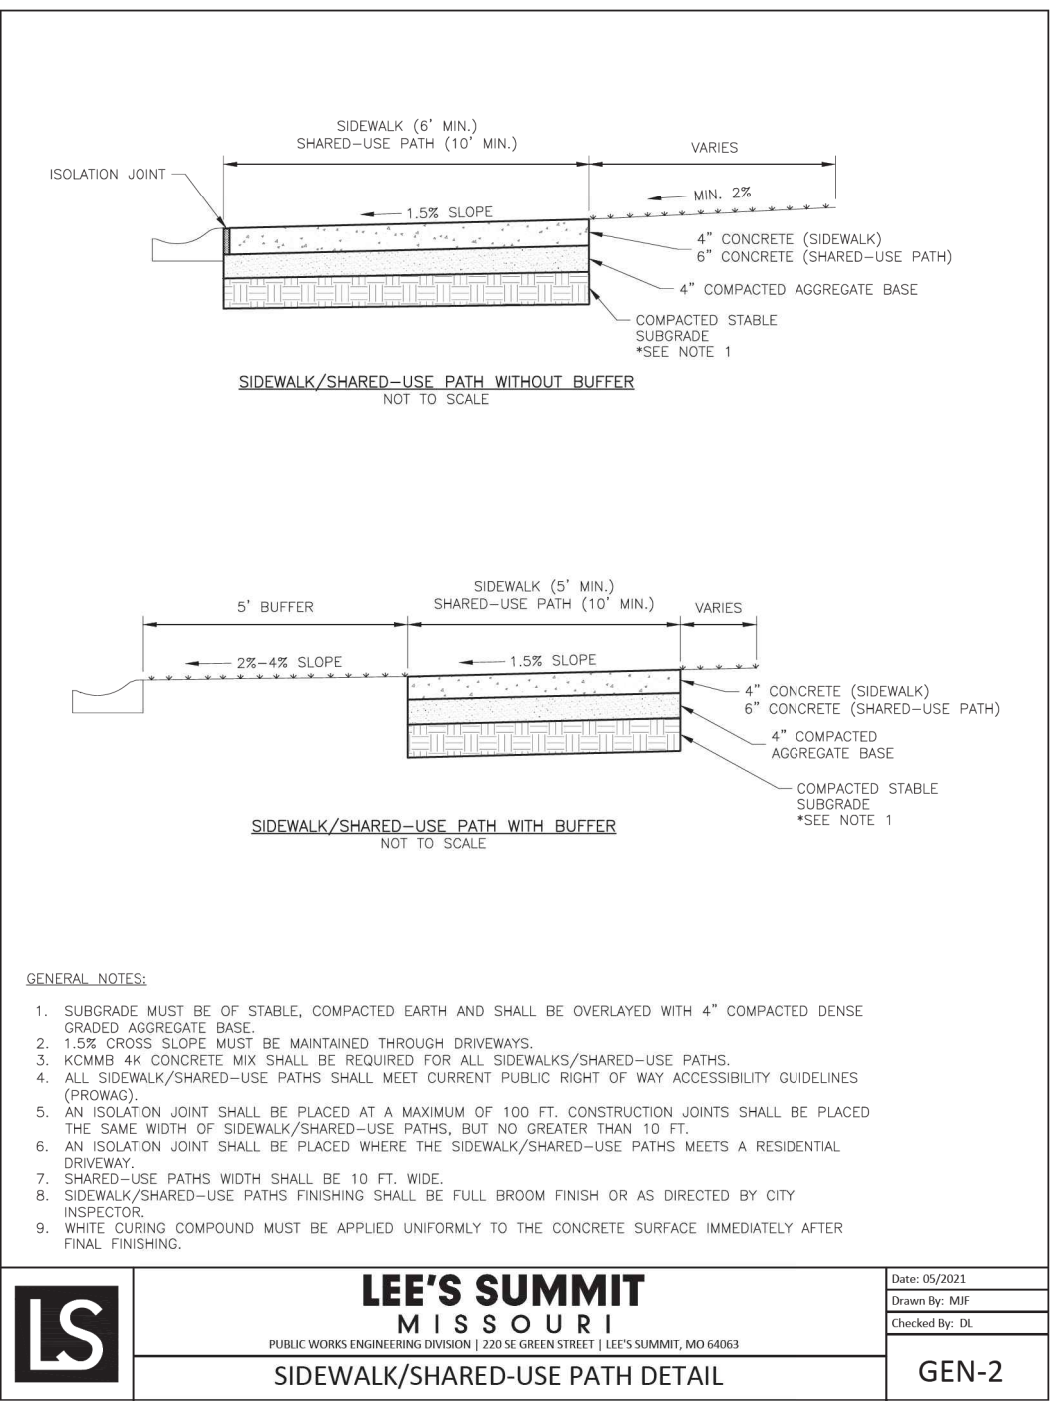 SIDEWALK (6' MIN.)
SHARED-USE PATH (10' MIN.)
VARIES
ISOLATION JOINT
MIN. 2%
1.5% SLOPE
4" CONCRETE (SIDEWALK)
6" CONCRETE (SHARED-USE PATH)
4" COMPACTED AGGREGATE BASE
COMPACTED STABLE
SUBGRADE
*SEE NOTE 1
SIDEWALK/SHARED-USE PATH WITHOUT BUFFER
NOT TO SCALE
SIDEWALK (5' MIN.)
SHARED-USE PATH (10' MIN.)
5' BUFFER
VARIES
2%-4% SLOPE
1.5% SLOPE
4" CONCRETE (SIDEWALK)
6" CONCRETE (SHARED-USE PATH)
4" COMPACTED
AGGREGATE BASE
COMPACTED STABLE
SUBGRADE
*SEE NOTE 1
SIDEWALK/SHARED-USE PATH WITH BUFFER
NOT TO SCALE
GENERAL NOTES:
1. SUBGRADE MUST BE OF STABLE, COMPACTED EARTH AND SHALL BE OVERLAYED WITH 4" COMPACTED DENSE
GRADED AGGREGATE BASE.
2. 1.5% CROSS SLOPE MUST BE MAINTAINED THROUGH DRIVEWAYS.
3. KCMMB 4K CONCRETE MIX SHALL BE REQUIRED FOR ALL SIDEWALKS/SHARED-USE PATHS.
4. ALL SIDEWALK/SHARED-USE PATHS SHALL MEET CURRENT PUBLIC RIGHT OF WAY ACCESSIBILITY GUIDELINES
(PROWAG).
5. AN ISOLATION JOINT SHALL BE PLACED AT A MAXIMUM OF 100 FT. CONSTRUCTION JOINTS SHALL BE PLACED
THE SAME WIDTH OF SIDEWALK/SHARED-USE PATHS, BUT NO GREATER THAN 10 FT.
6. AN ISOLATION JOINT SHALL BE PLACED WHERE THE SIDEWALK/SHARED-USE PATHS MEETS A RESIDENTIAL
DRIVEWAY.
7. SHARED-USE PATHS WIDTH SHALL BE 10 FT. WIDE.
8. SIDEWALK/SHARED-USE PATHS FINISHING SHALL BE FULL BROOM FINISH OR AS DIRECTED BY CITY
INSPECTOR.
9. WHITE CURING COMPOUND MUST BE APPLIED UNIFORMLY TO THE CONCRETE SURFACE IMMEDIATELY AFTER
FINAL FINISHING.
LS
LEE'S SUMMIT
MISSOURI
PUBLIC WORKS ENGINEERING DIVISION | 220 SE GREEN STREET | LEE'S SUMMIT, MO 64063
SIDEWALK/SHARED-USE PATH DETAIL
Date: 05/2021
Drawn By: MJF
Checked By: DL
GEN-2